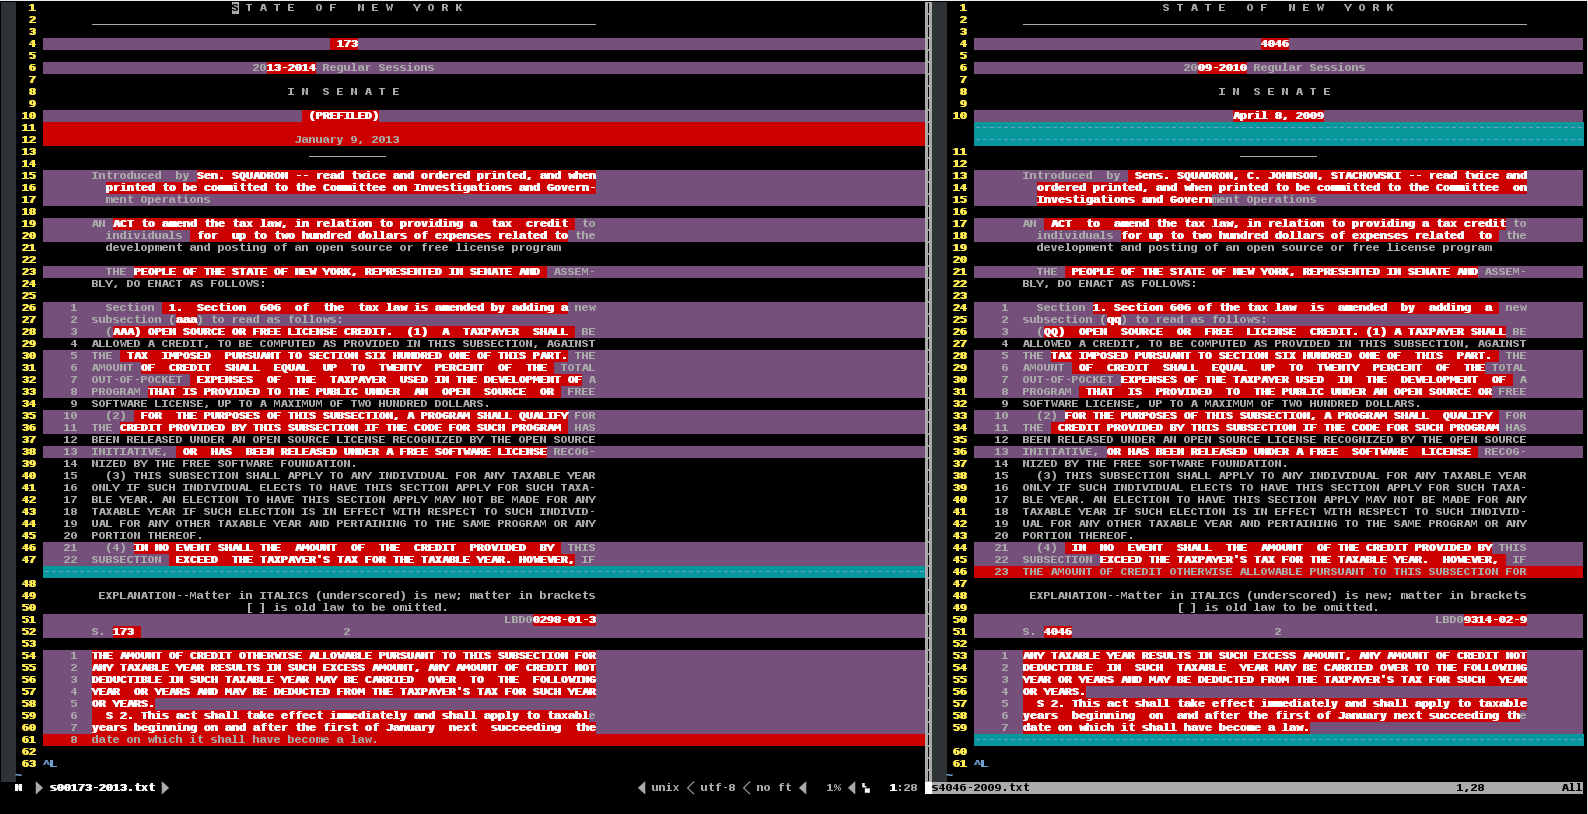 1 STATE OF NEW YORK
2
3
4 173
5
6 2013-2014 Regular Sessions
7
8 IN SENATE
9
10 (PREFILED)
11
12 January 9, 2013
13
14
15 Introduced by Sen. SQUADRON -- read twice and ordered printed, and when
16 printed to be committed to the Committee on Investigations and Govern-
17 ment Operations
18
19 AN ACT to amend the tax law, in relation to providing a tax credit to
20 individuals for up to two hundred dollars of expenses related to the
21 development and posting of an open source or free license program
22
23 THE PEOPLE OF THE STATE OF NEW YORK, REPRESENTED IN SENATE AND ASSEM-
24 BLY, DO ENACT AS FOLLOWS:
25
26 1 Section 1. Section 606 of the tax law is amended by adding a new
27 2 subsection (aaa) to read as follows:
28 3 (AAA) OPEN SOURCE OR FREE LICENSE CREDIT. (1) A TAXPAYER SHALL BE
29 4 ALLOWED A CREDIT, TO BE COMPUTED AS PROVIDED IN THIS SUBSECTION, AGAINST
30 5 THE TAX IMPOSED PURSUANT TO SECTION SIX HUNDRED ONE OF THIS PART. THE
31 6 AMOUNT OF CREDIT SHALL EQUAL UP TO TWENTY PERCENT OF THE TOTAL
32 7 OUT-OF-POCKET EXPENSES OF THE TAXPAYER USED IN THE DEVELOPMENT OF A
33 8 PROGRAM THAT IS PROVIDED TO THE PUBLIC UNDER AN OPEN SOURCE OR FREE
34 9 SOFTWARE LICENSE, UP TO A MAXIMUM OF TWO HUNDRED DOLLARS.
35 10 (2) FOR THE PURPOSES OF THIS SUBSECTION, A PROGRAM SHALL QUALIFY FOR
36 11 THE CREDIT PROVIDED BY THIS SUBSECTION IF THE CODE FOR SUCH PROGRAM HAS
37 12 BEEN RELEASED UNDER AN OPEN SOURCE LICENSE RECOGNIZED BY THE OPEN SOURCE
38 13 INITIATIVE, OR HAS BEEN RELEASED UNDER A FREE SOFTWARE LICENSE RECOG-
39 14 NIZED BY THE FREE SOFTWARE FOUNDATION.
40 15 (3) THIS SUBSECTION SHALL APPLY TO ANY INDIVIDUAL FOR ANY TAXABLE YEAR
41 16 ONLY IF SUCH INDIVIDUAL ELECTS TO HAVE THIS SECTION APPLY FOR SUCH TAXA-
42 17 BLE YEAR. AN ELECTION TO HAVE THIS SECTION APPLY MAY NOT BE MADE FOR ANY
43 18 TAXABLE YEAR IF SUCH ELECTION IS IN EFFECT WITH RESPECT TO SUCH INDIVID-
44 19 UAL FOR ANY OTHER TAXABLE YEAR AND PERTAINING TO THE SAME PROGRAM OR ANY
45 20 PORTION THEREOF.
46 21 (4) IN NO EVENT SHALL THE AMOUNT OF THE CREDIT PROVIDED BY THIS
47 22 SUBSECTION EXCEED THE TAXPAYER'S TAX FOR THE TAXABLE YEAR. HOWEVER, IF
48
49 EXPLANATION--Matter in ITALICS (underscored) is new; matter in brackets
50 [ ] is old law to be omitted.
51 LBD00298-01-3
52 S. 173 2
53
54 1 THE AMOUNT OF CREDIT OTHERWISE ALLOWABLE PURSUANT TO THIS SUBSECTION FOR
55 2 ANY TAXABLE YEAR RESULTS IN SUCH EXCESS AMOUNT, ANY AMOUNT OF CREDIT NOT
56 3 DEDUCTIBLE IN SUCH TAXABLE YEAR MAY BE CARRIED OVER TO THE FOLLOWING
57 4 YEAR OR YEARS AND MAY BE DEDUCTED FROM THE TAXPAYER'S TAX FOR SUCH YEAR
58 5 OR YEARS.
59 6 S 2. This act shall take effect immediately and shall apply to taxable
60 7 years beginning on and after the first of January next succeeding the
61 8 date on which it shall have become a law.
62
63 ^L
~
N s00173-2013.txt unix utf-8 no ft 1% 1:28
1 STATE OF NEW YORK
2
3
4 4046
5
6 2009-2010 Regular Sessions
7
8 IN SENATE
9
10 April 8, 2009
11
12
13 Introduced by Sens. SQUADRON, C. JOHNSON, STACHOWSKI -- read twice and
14 ordered printed, and when printed to be committed to the Committee on
15 Investigations and Government Operations
16
17 AN ACT to amend the tax law, in relation to providing a tax credit to
18 individuals for up to two hundred dollars of expenses related to the
19 development and posting of an open source or free license program
20
21 THE PEOPLE OF THE STATE OF NEW YORK, REPRESENTED IN SENATE AND ASSEM-
22 BLY, DO ENACT AS FOLLOWS:
23
24 1 Section 1. Section 606 of the tax law is amended by adding a new
25 2 subsection (qq) to read as follows:
26 3 (QQ) OPEN SOURCE OR FREE LICENSE CREDIT. (1) A TAXPAYER SHALL BE
27 4 ALLOWED A CREDIT, TO BE COMPUTED AS PROVIDED IN THIS SUBSECTION, AGAINST
28 5 THE TAX IMPOSED PURSUANT TO SECTION SIX HUNDRED ONE OF THIS PART. THE
29 6 AMOUNT OF CREDIT SHALL EQUAL UP TO TWENTY PERCENT OF THE TOTAL
30 7 OUT-OF-POCKET EXPENSES OF THE TAXPAYER USED IN THE DEVELOPMENT OF A
31 8 PROGRAM THAT IS PROVIDED TO THE PUBLIC UNDER AN OPEN SOURCE OR FREE
32 9 SOFTWARE LICENSE, UP TO A MAXIMUM OF TWO HUNDRED DOLLARS.
33 10 (2) FOR THE PURPOSES OF THIS SUBSECTION, A PROGRAM SHALL QUALIFY FOR
34 11 THE CREDIT PROVIDED BY THIS SUBSECTION IF THE CODE FOR SUCH PROGRAM HAS
35 12 BEEN RELEASED UNDER AN OPEN SOURCE LICENSE RECOGNIZED BY THE OPEN SOURCE
36 13 INITIATIVE, OR HAS BEEN RELEASED UNDER A FREE SOFTWARE LICENSE RECOG-
37 14 NIZED BY THE FREE SOFTWARE FOUNDATION.
38 15 (3) THIS SUBSECTION SHALL APPLY TO ANY INDIVIDUAL FOR ANY TAXABLE YEAR
39 16 ONLY IF SUCH INDIVIDUAL ELECTS TO HAVE THIS SECTION APPLY FOR SUCH TAXA-
40 17 BLE YEAR. AN ELECTION TO HAVE THIS SECTION APPLY MAY NOT BE MADE FOR ANY
41 18 TAXABLE YEAR IF SUCH ELECTION IS IN EFFECT WITH RESPECT TO SUCH INDIVID-
42 19 UAL FOR ANY OTHER TAXABLE YEAR AND PERTAINING TO THE SAME PROGRAM OR ANY
43 20 PORTION THEREOF.
44 21 (4) IN NO EVENT SHALL THE AMOUNT OF THE CREDIT PROVIDED BY THIS
45 22 SUBSECTION EXCEED THE TAXPAYER'S TAX FOR THE TAXABLE YEAR. HOWEVER, IF
46 23 THE AMOUNT OF CREDIT OTHERWISE ALLOWABLE PURSUANT TO THIS SUBSECTION FOR
47
48 EXPLANATION--Matter in ITALICS (underscored) is new; matter in brackets
49 [ ] is old law to be omitted.
50 LBD09314-02-9
51 S. 4046 2
52
53 1 ANY TAXABLE YEAR RESULTS IN SUCH EXCESS AMOUNT, ANY AMOUNT OF CREDIT NOT
54 2 DEDUCTIBLE IN SUCH TAXABLE YEAR MAY BE CARRIED OVER TO THE FOLLOWING
55 3 YEAR OR YEARS AND MAY BE DEDUCTED FROM THE TAXPAYER'S TAX FOR SUCH YEAR
56 4 OR YEARS.
57 5 S 2. This act shall take effect immediately and shall apply to taxable
58 6 years beginning on and after the first of January next succeeding the
59 7 date on which it shall have become a law.
60
61 ^L
~
s4046-2009.txt 1,28 All